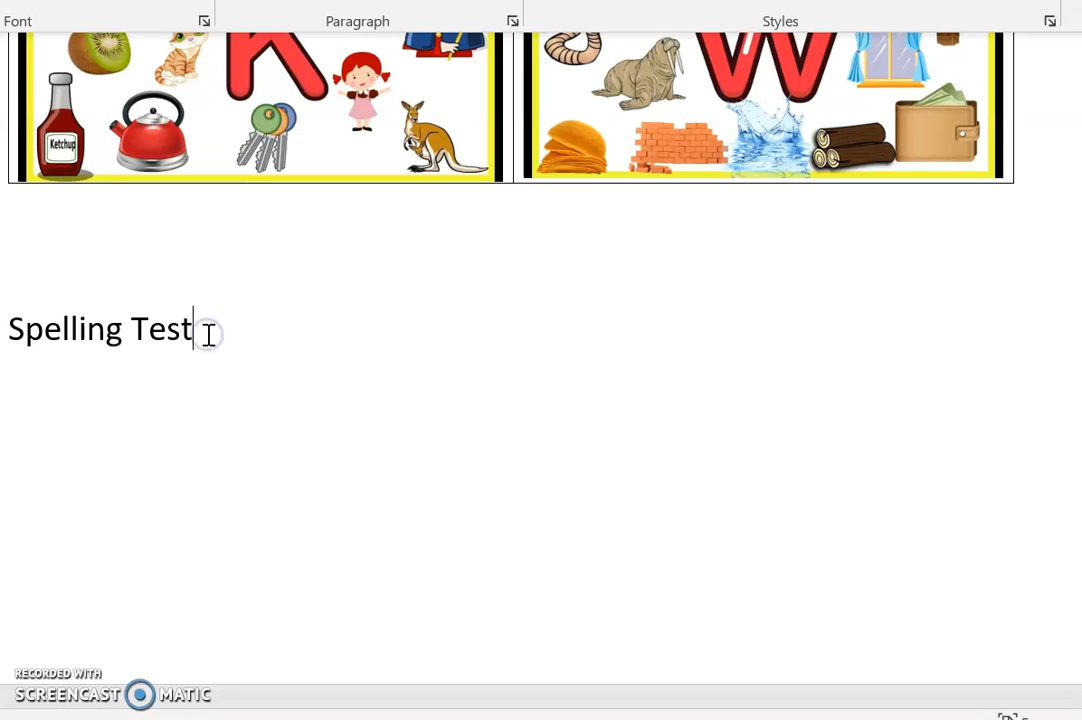 Font Paragraph Styles
K W
Ketchup
Spelling Test
RECORDED WITH
SCREENCAST MATIC